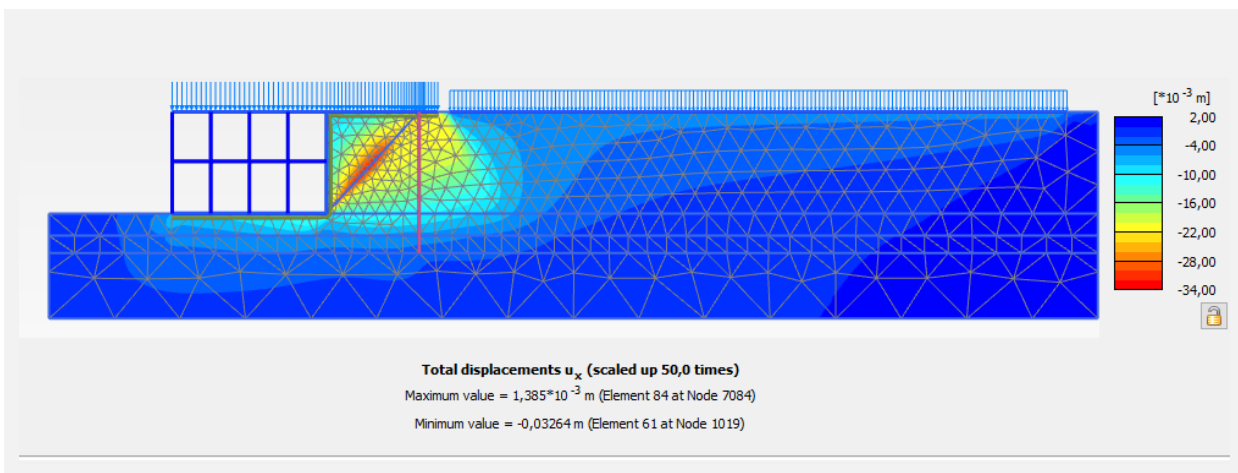 [*10 -3 m]
2,00
-4,00
-10,00
-16,00
-22,00
-28,00
-34,00
Total displacements ux (scaled up 50,0 times)
Maximum value = 1,385*10 -3 m (Element 84 at Node 7084)
Minimum value = -0,03264 m (Element 61 at Node 1019)